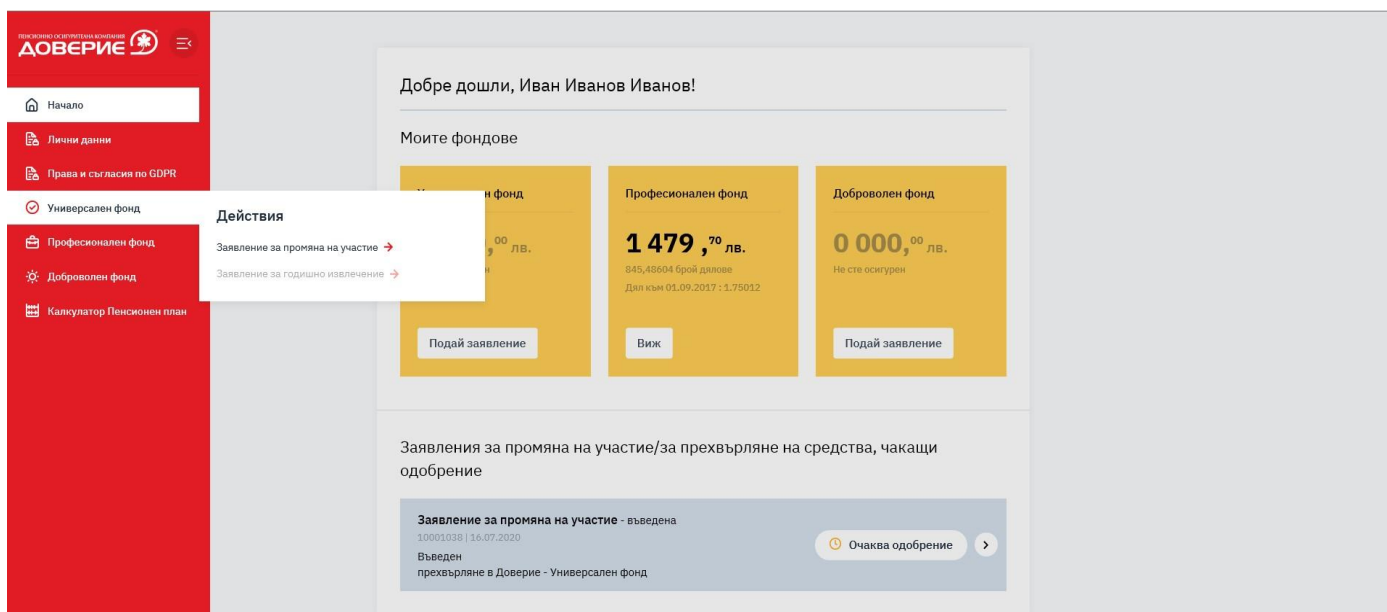 ПЕНСИОННО ОСИГУРИТЕЛНА КОМПАНИЯ
ДОВЕРИЕ
Начало
Лични данни
Права и съгласия по GDPR
Универсален фонд
Професионален фонд
Доброволен фонд
Калкулатор Пенсионен план
Действия
Заявление за промяна на участие
Заявление за годишно извлечение
Добре дошли, Иван Иванов Иванов!
Моите фондове
фонд
,00 лв.
Подай заявление
Професионален фонд
1 479 ,70 лв.
845,48604 брой дялове
Дял към 01.09.2017 : 1.75012
Виж
Доброволен фонд
0 000,00 лв.
Не сте осигурен
Подай заявление
Заявления за промяна на участие/за прехвърляне на средства, чакащи
одобрение
Заявление за промяна на участие - въведена
10001038 | 16.07.2020
Въведен
прехвърляне в Доверие - Универсален фонд
Очаква одобрение